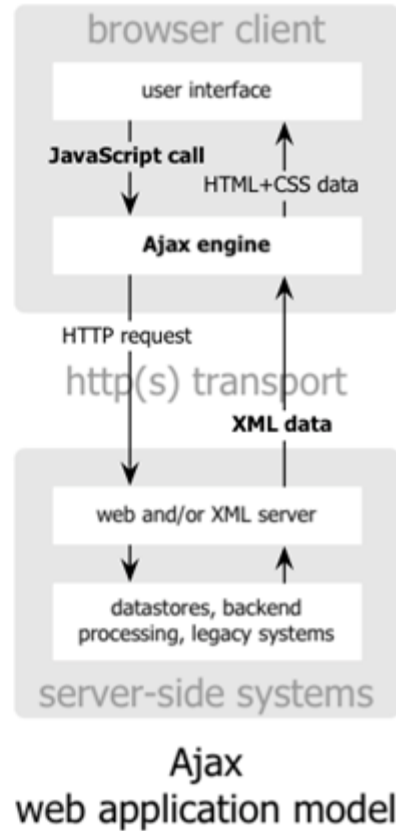 browser client
user interface
JavaScript call
HTML+CSS data
Ajax engine
HTTP request
http(s) transport
XML data
web and/or XML server
datastores, backend
processing, legacy systems
server-side systems
Ajax
web application model